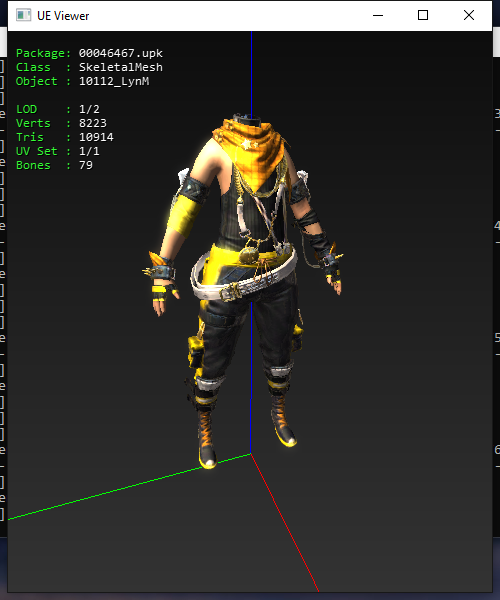 UE Viewer
Package: 00046467.upk
Class : SkeletalMesh
Object : 10112_LynM
LOD : 1/2
Verts : 8223
Tris : 10914
UV Set : 1/1
Bones : 79